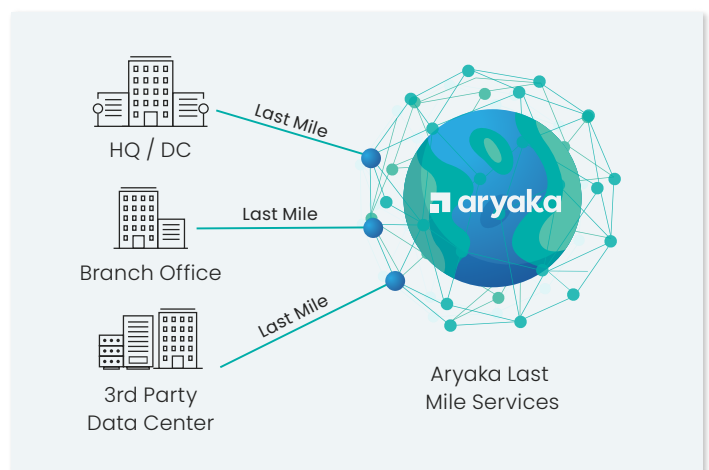 Last Mile
HQ / DC
Last Mile
aryaka
Branch Office
Last Mile
3rd Party
Data Center
Aryaka Last
Mile Services